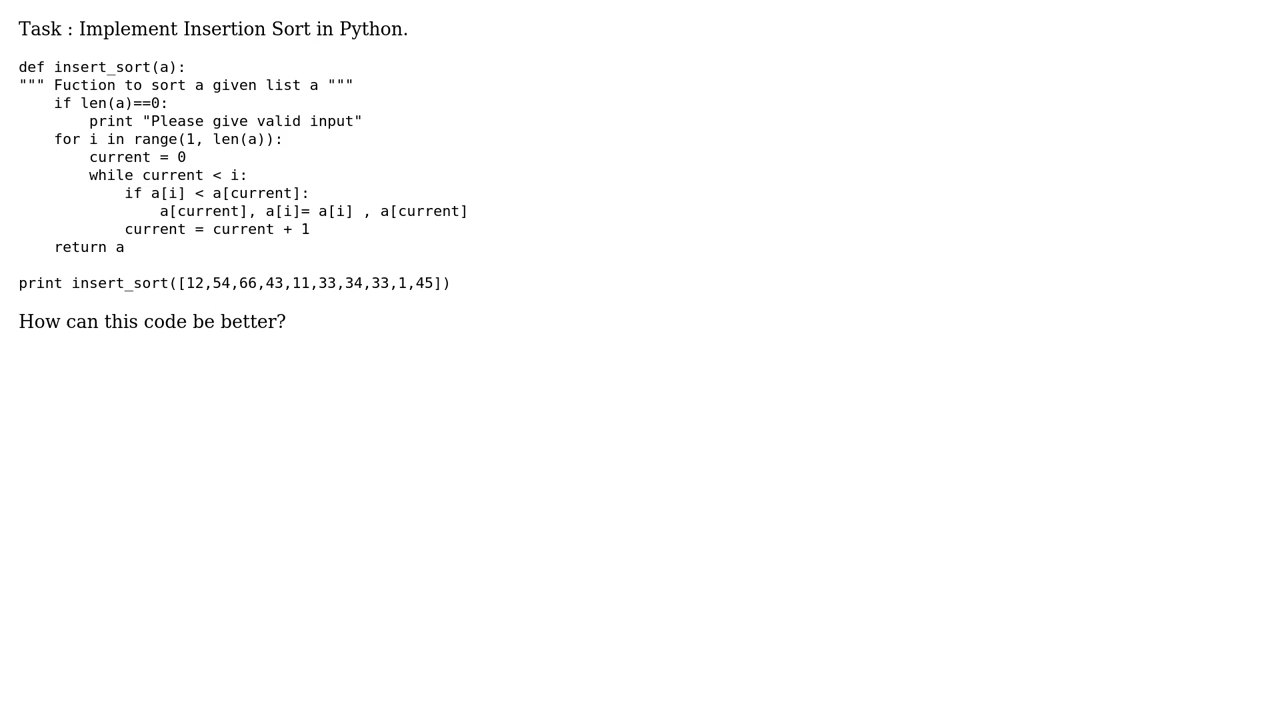 Task : Implement Insertion Sort in Python.
def insert_sort(a):
""" Fuction to sort a given list a """
    if len(a)==0:
        print "Please give valid input"
    for i in range(1, len(a)):
        current = 0
        while current < i:
            if a[i] < a[current]:
                a[current], a[i]= a[i] , a[current]
            current = current + 1
    return a
print insert_sort([12,54,66,43,11,33,34,33,1,45])
How can this code be better?